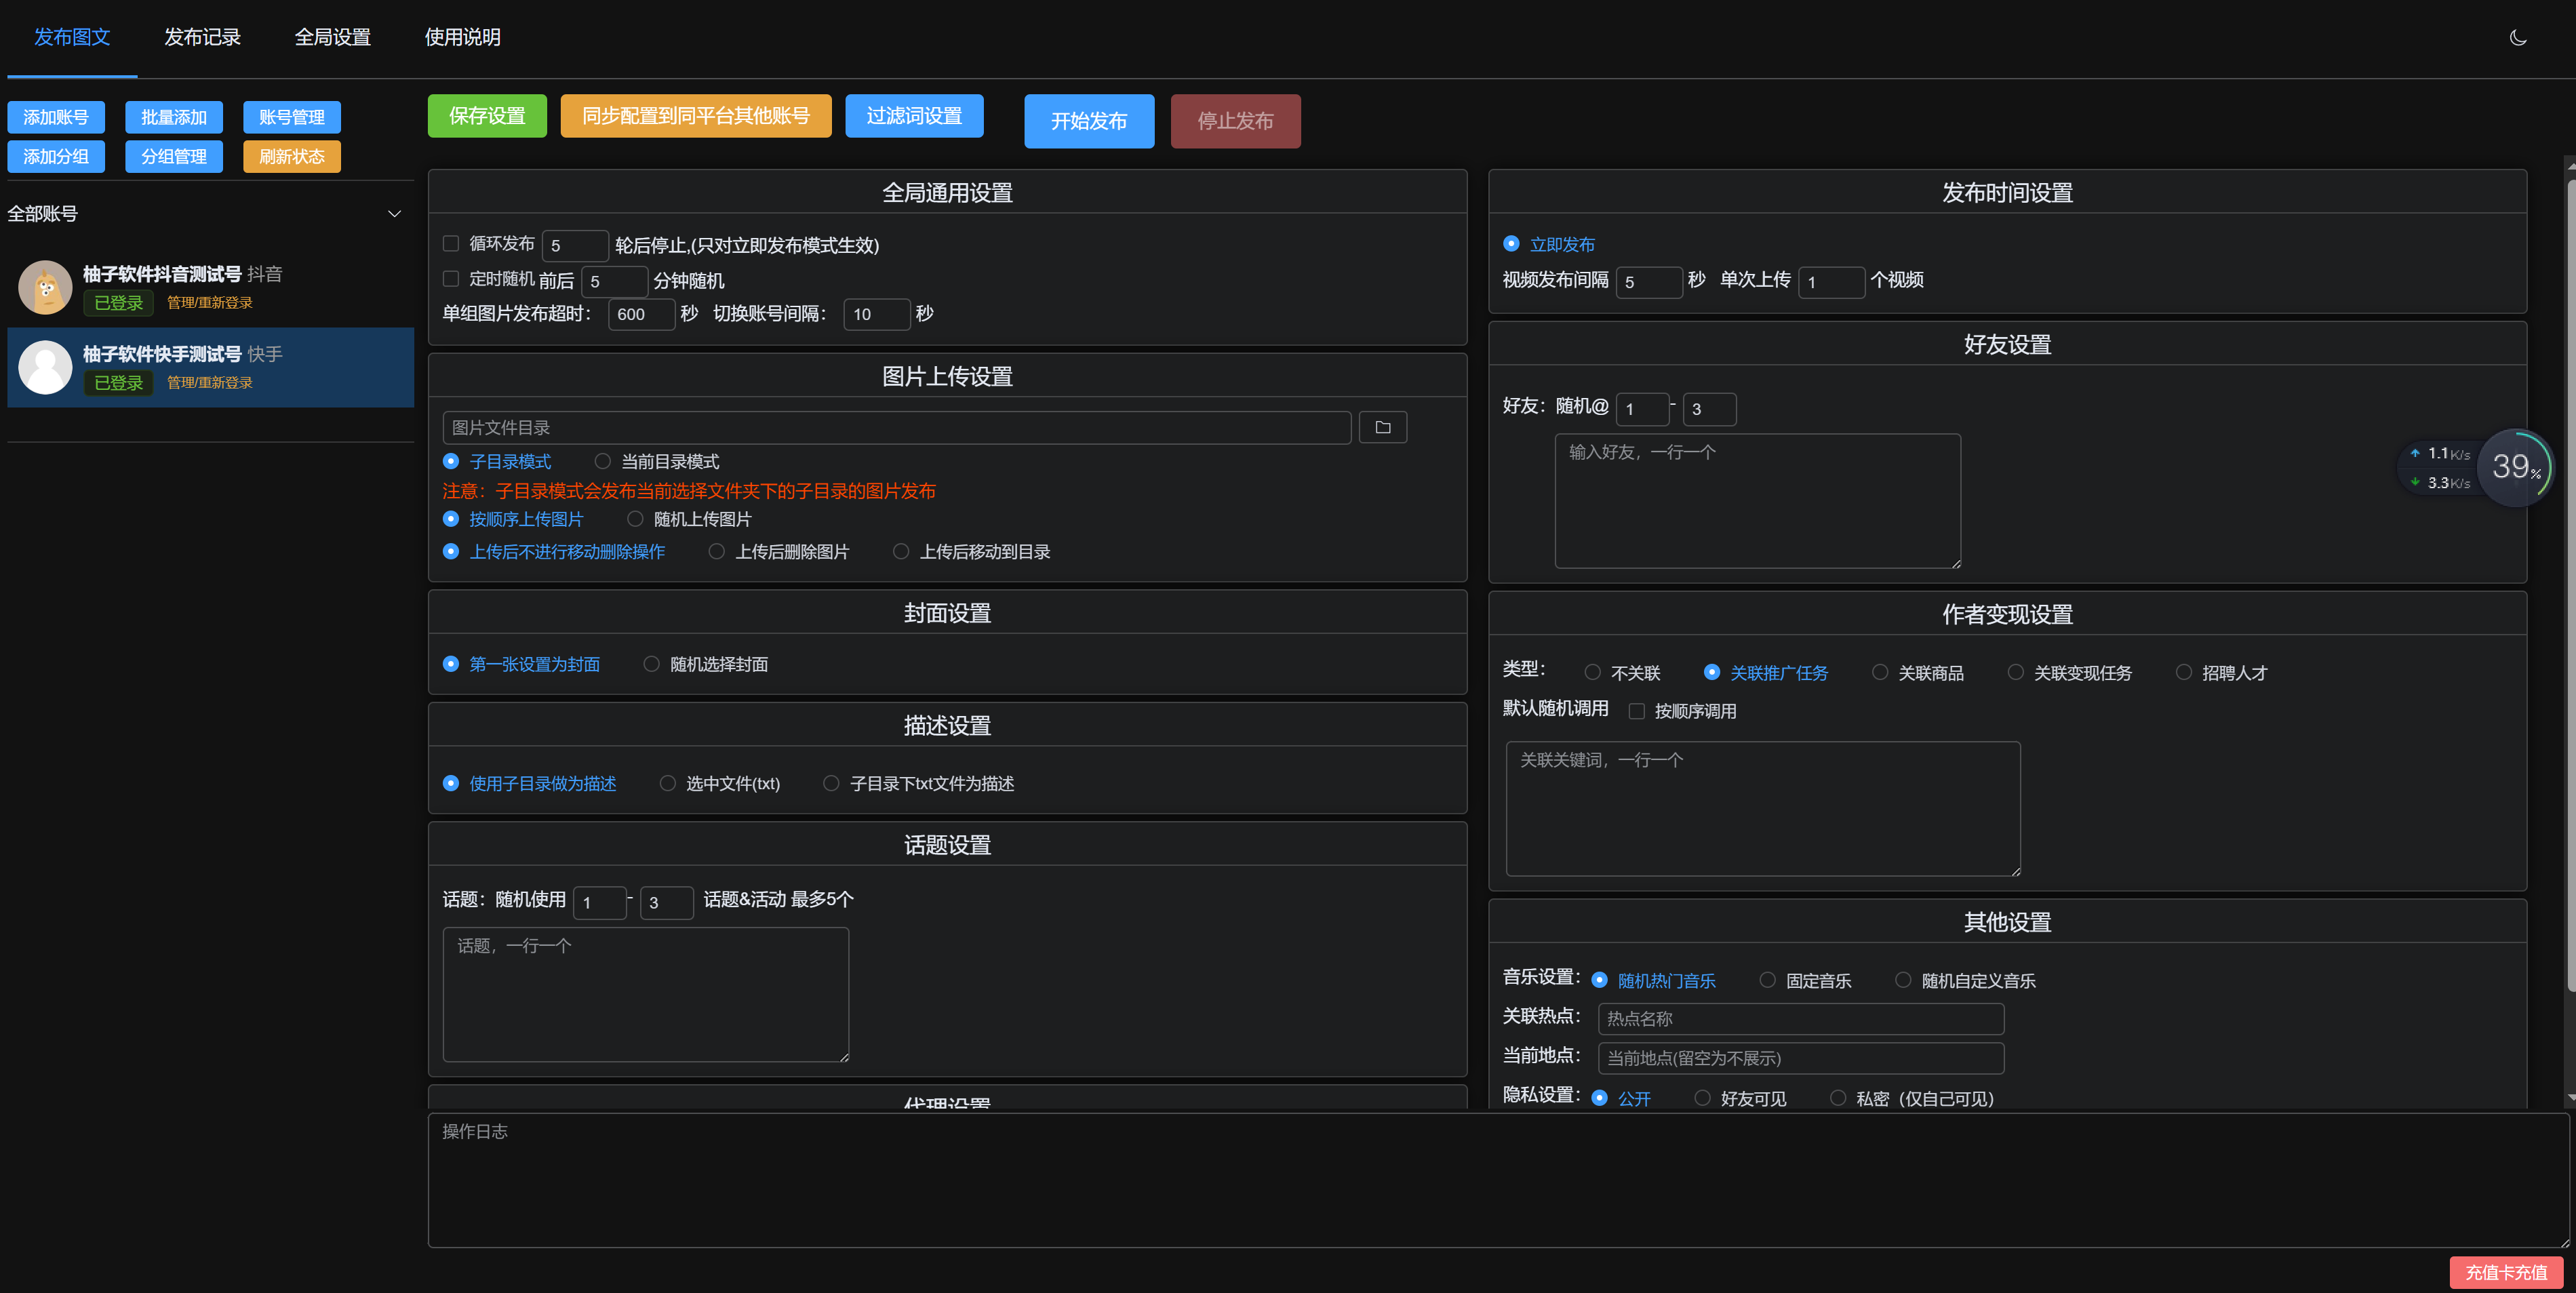 发布图文 发布记录 全局设置 使用说明
添加账号 批量添加 账号管理
添加分组 分组管理 刷新状态
全部账号
柚子软件抖音测试号 抖音
已登录 管理/重新登录
柚子软件快手测试号 快手
已登录 管理/重新登录
保存设置 同步配置到同平台其他账号 过滤词设置 开始发布 停止发布
全局通用设置
循环发布 5 轮后停止,(只对立即发布模式生效)
定时随机 前后 5 分钟随机
单组图片发布超时： 600 秒 切换账号间隔： 10 秒
图片上传设置
图片文件目录
子目录模式 当前目录模式
注意：子目录模式会发布当前选择文件夹下的子目录的图片发布
按顺序上传图片 随机上传图片
上传后不进行移动删除操作 上传后删除图片 上传后移动到目录
封面设置
第一张设置为封面 随机选择封面
描述设置
使用子目录做为描述 选中文件(txt) 子目录下txt文件为描述
话题设置
话题：随机使用 1 - 3 话题&活动 最多5个
话题，一行一个
代理设置
发布时间设置
立即发布
视频发布间隔 5 秒 单次上传 1 个视频
好友设置
好友：随机@ 1 - 3
输入好友，一行一个
1.1K/s
3.3K/s
39%
作者变现设置
类型： 不关联 关联推广任务 关联商品 关联变现任务 招聘人才
默认随机调用 按顺序调用
关联关键词，一行一个
其他设置
音乐设置： 随机热门音乐 固定音乐 随机自定义音乐
关联热点： 热点名称
当前地点： 当前地点(留空为不展示)
隐私设置： 公开 好友可见 私密（仅自己可见）
操作日志
充值卡充值